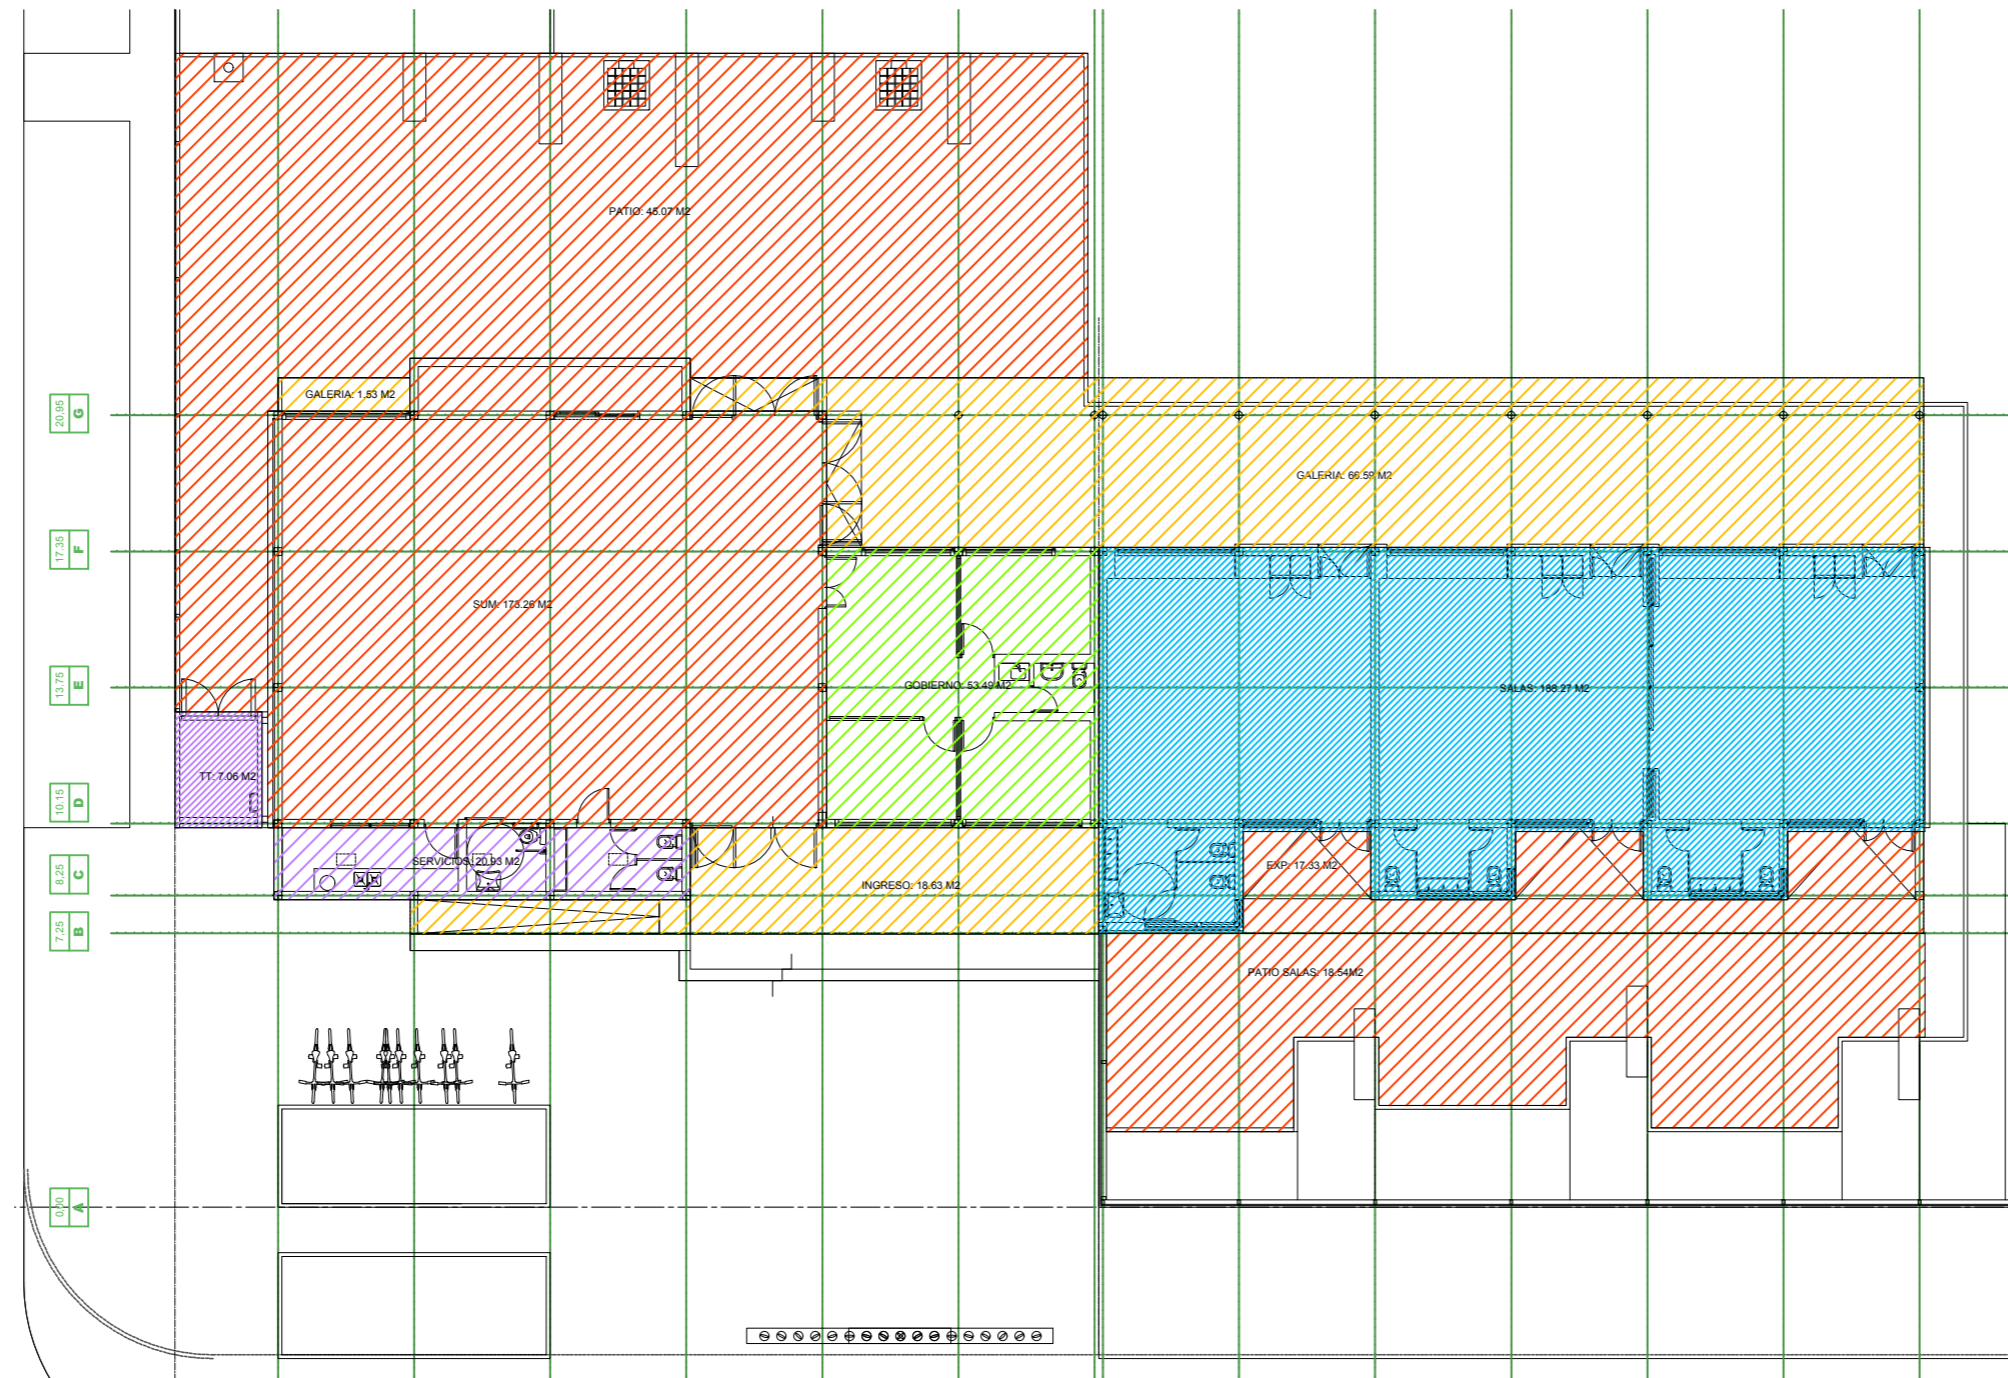 PATIO: 45.07 M2
GALERIA: 1.53 M2
20.95 G
GALERIA: 66.59 M2
17.35 F
SUM: 173.26 M2
13.75 E
GOBIERNO: 53.49 M2
SALAS: 188.27 M2
TT: 7.06 M2
10.15 D
SERVICIOS: 20.93 M2
EXP: 17.33 M2
8.25 C
INGRESO: 18.63 M2
7.25 B
PATIO SALAS: 18.54M2
0.00 A